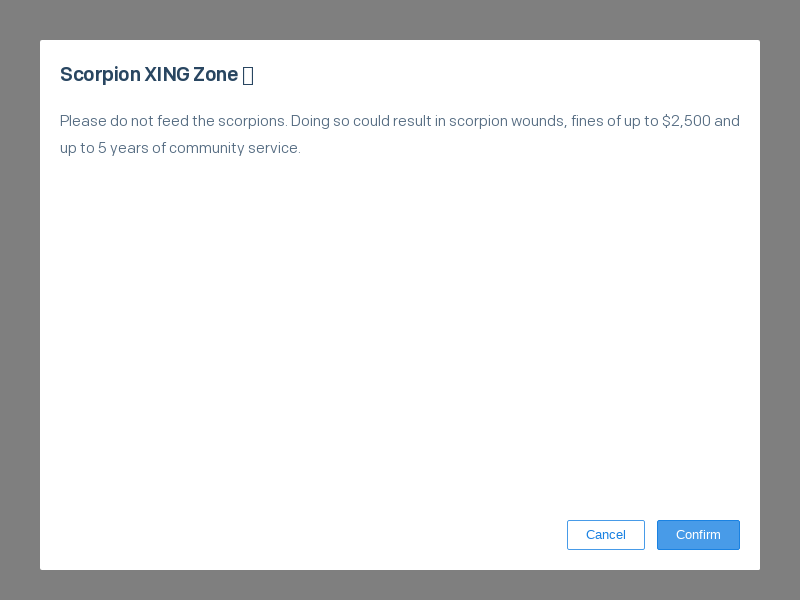 Scorpion XING Zone
Please do not feed the scorpions. Doing so could result in scorpion wounds, fines of up to $2,500 and
up to 5 years of community service.
Cancel
Confirm